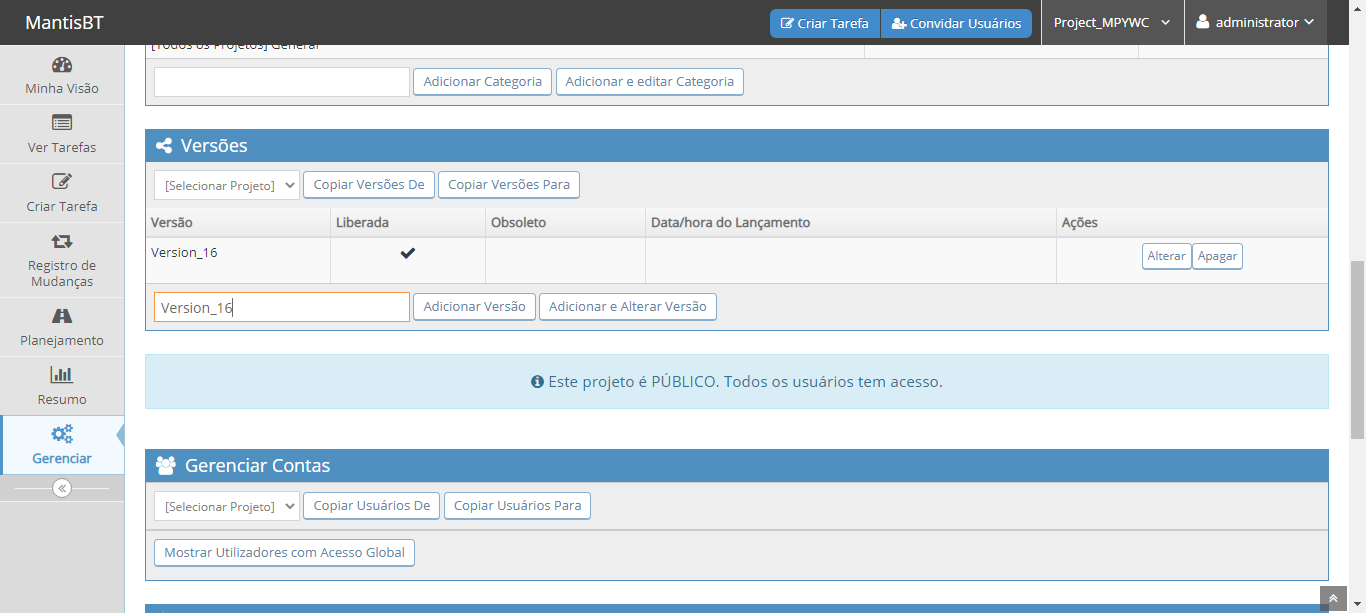 MantisBT
Criar Tarefa
Convidar Usuários
Project_MPYWC
administrator
[Todos os Projetos] General
Minha Visão
Ver Tarefas
Criar Tarefa
Registro de
Mudanças
Planejamento
Resumo
Gerenciar
Adicionar Categoria
Adicionar e editar Categoria
Versões
[Selecionar Projeto]
Copiar Versões De
Copiar Versões Para
Versão
Liberada
Obsoleto
Data/hora do Lançamento
Ações
Version_16
Alterar
Apagar
Version_16
Adicionar Versão
Adicionar e Alterar Versão
Este projeto é PÚBLICO. Todos os usuários tem acesso.
Gerenciar Contas
[Selecionar Projeto]
Copiar Usuários De
Copiar Usuários Para
Mostrar Utilizadores com Acesso Global